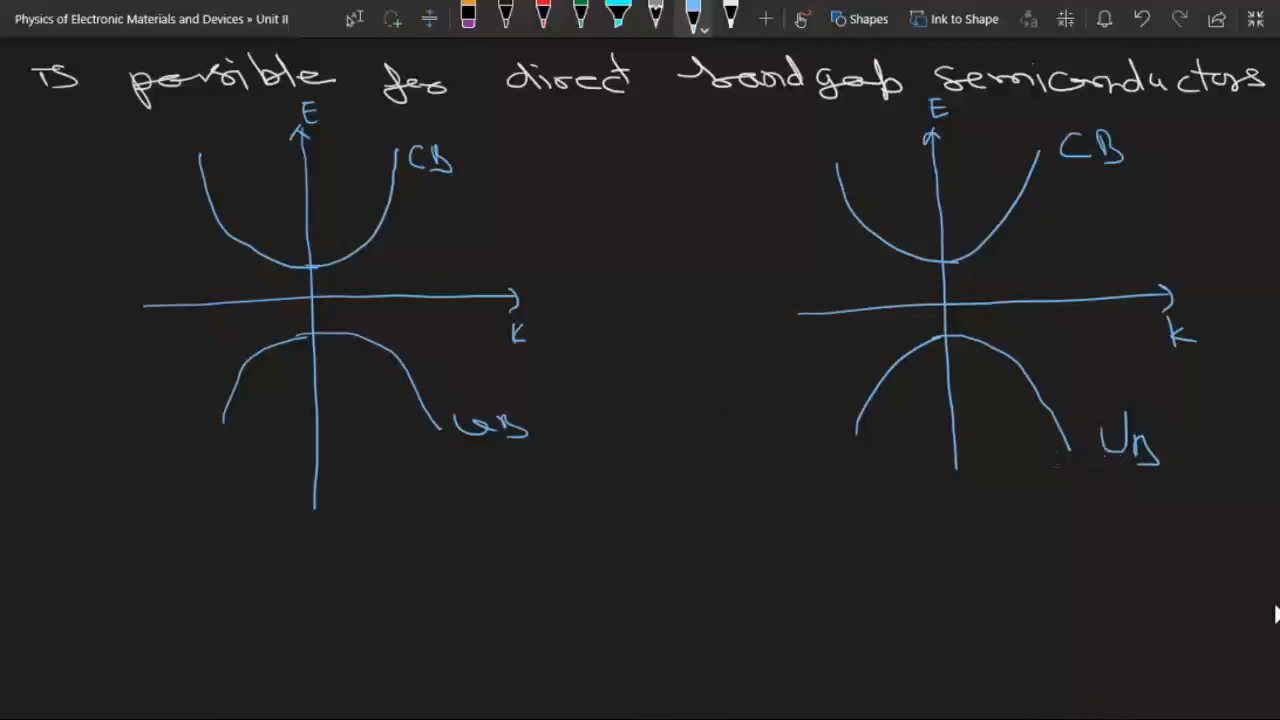 Physics of Electronic Materials and Devices » Unit II
Shapes
Ink to Shape
is possible for direct bandgap semiconductors
E
E
CB
CB
K
K
VB
VB